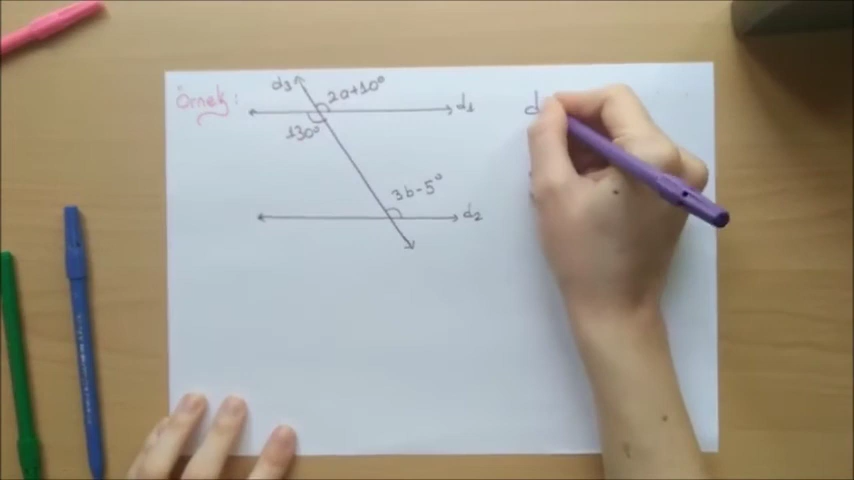 Örnek:
d₃
2a+10°
d₁
130°
3b-5°
d₂
d